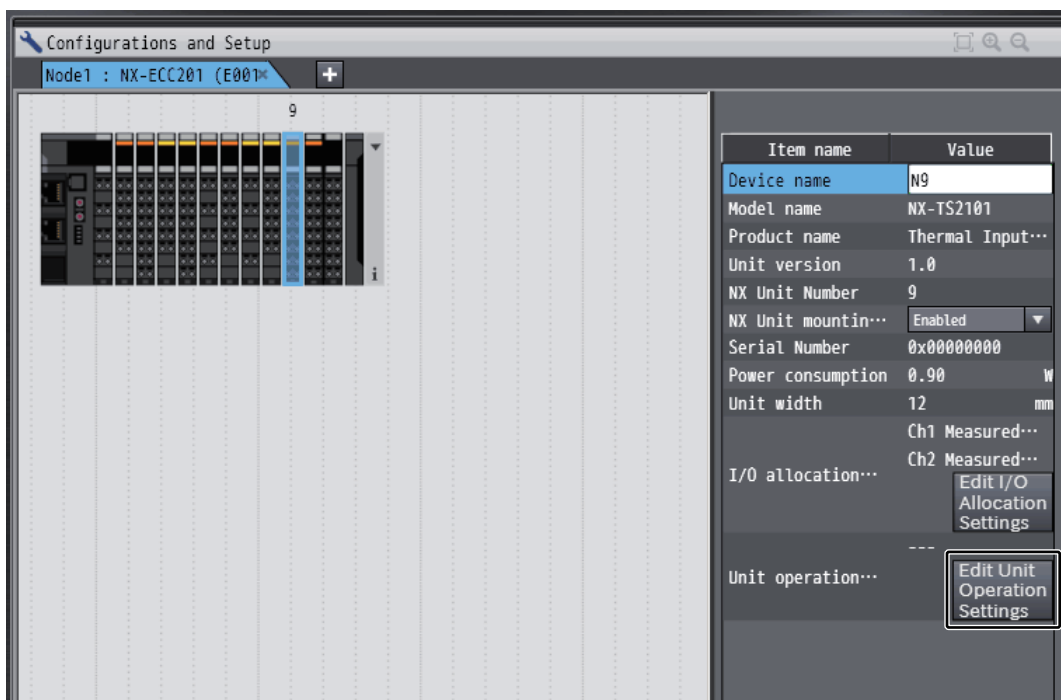 Configurations and Setup
Node1 : NX-ECC201 (E001
9
Item name Value
Device name N9
Model name NX-TS2101
Product name Thermal Input···
Unit version 1.0
NX Unit Number 9
NX Unit mountin··· Enabled
Serial Number 0x00000000
Power consumption 0.90 W
Unit width 12 mm
Ch1 Measured···
Ch2 Measured···
I/O allocation···
Edit I/O
Allocation
Settings
---
Unit operation···
Edit Unit
Operation
Settings